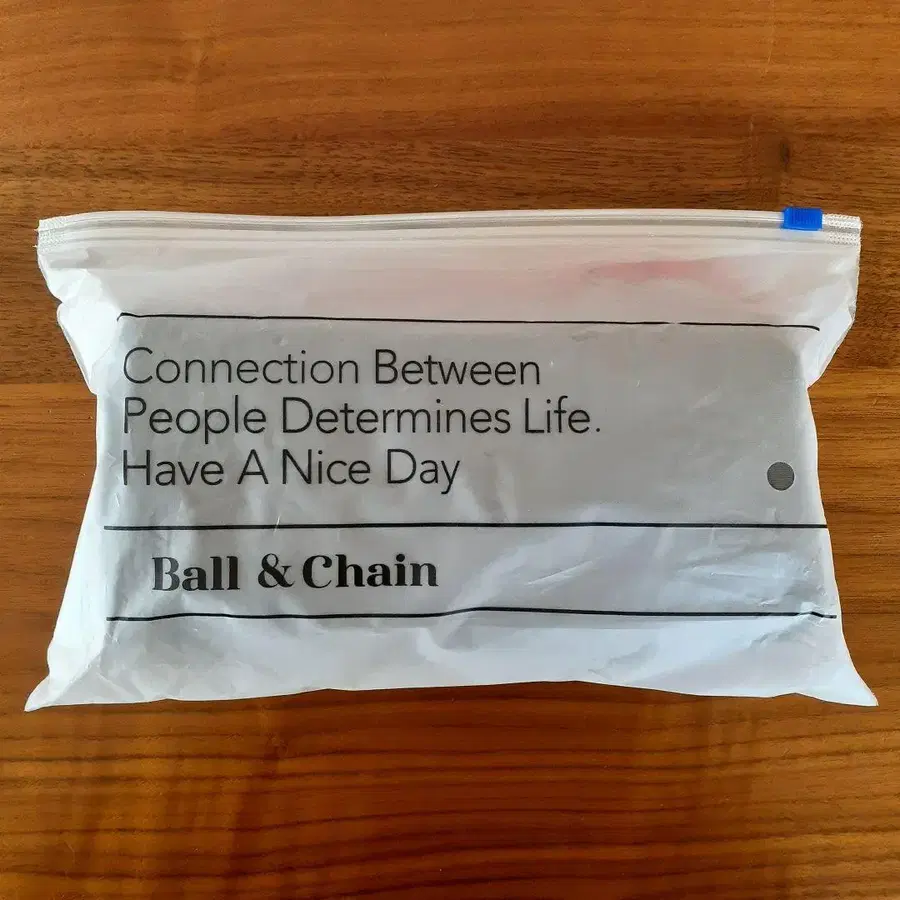 Connection Between
People Determines Life.
Have A Nice Day
Ball & Chain